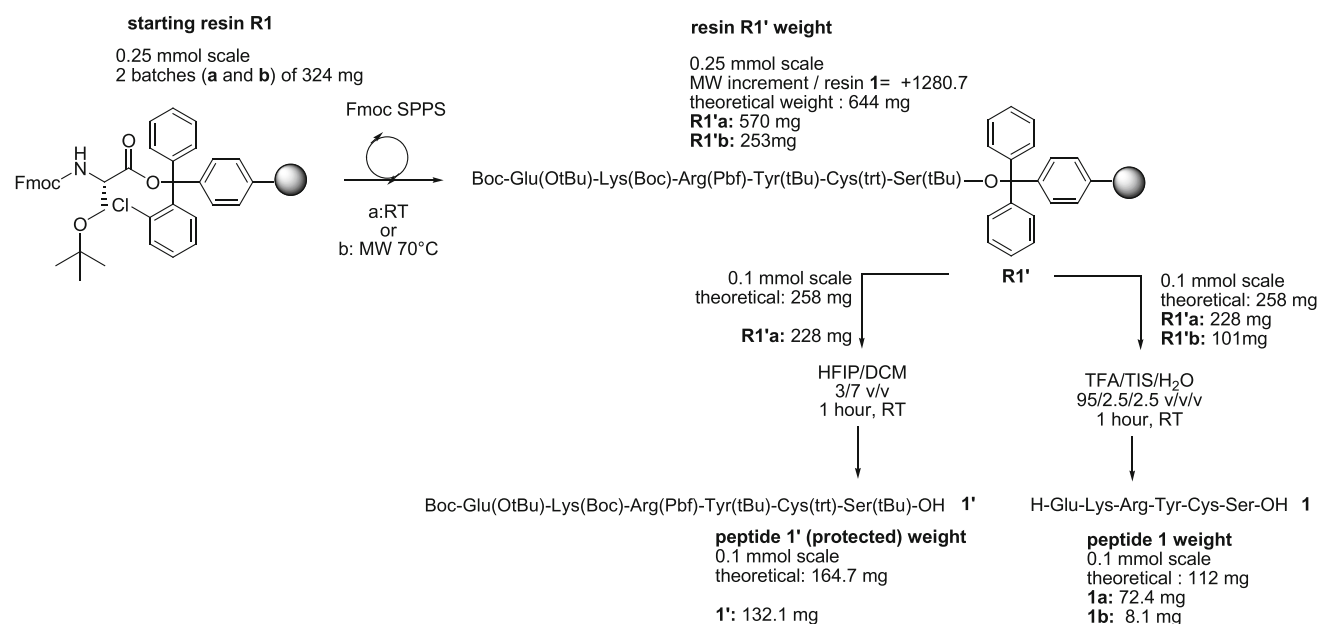 starting resin R1
0.25 mmol scale
2 batches (a and b) of 324 mg
Fmoc
H
N
O
O
Cl
O
Fmoc SPPS
a:RT
or
b: MW 70°C
resin R1' weight
0.25 mmol scale
MW increment / resin 1= +1280.7
theoretical weight : 644 mg
R1'a: 570 mg
R1'b: 253mg
Boc-Glu(OtBu)-Lys(Boc)-Arg(Pbf)-Tyr(tBu)-Cys(trt)-Ser(tBu)
O
R1'
0.1 mmol scale
theoretical: 258 mg
R1'a: 228 mg
HFIP/DCM
3/7 v/v
1 hour, RT
0.1 mmol scale
theoretical: 258 mg
R1'a: 228 mg
R1'b: 101mg
TFA/TIS/H₂O
95/2.5/2.5 v/v/v
1 hour, RT
Boc-Glu(OtBu)-Lys(Boc)-Arg(Pbf)-Tyr(tBu)-Cys(trt)-Ser(tBu)-OH 1'
peptide 1' (protected) weight
0.1 mmol scale
theoretical: 164.7 mg
1': 132.1 mg
H-Glu-Lys-Arg-Tyr-Cys-Ser-OH 1
peptide 1 weight
0.1 mmol scale
theoretical : 112 mg
1a: 72.4 mg
1b: 8.1 mg